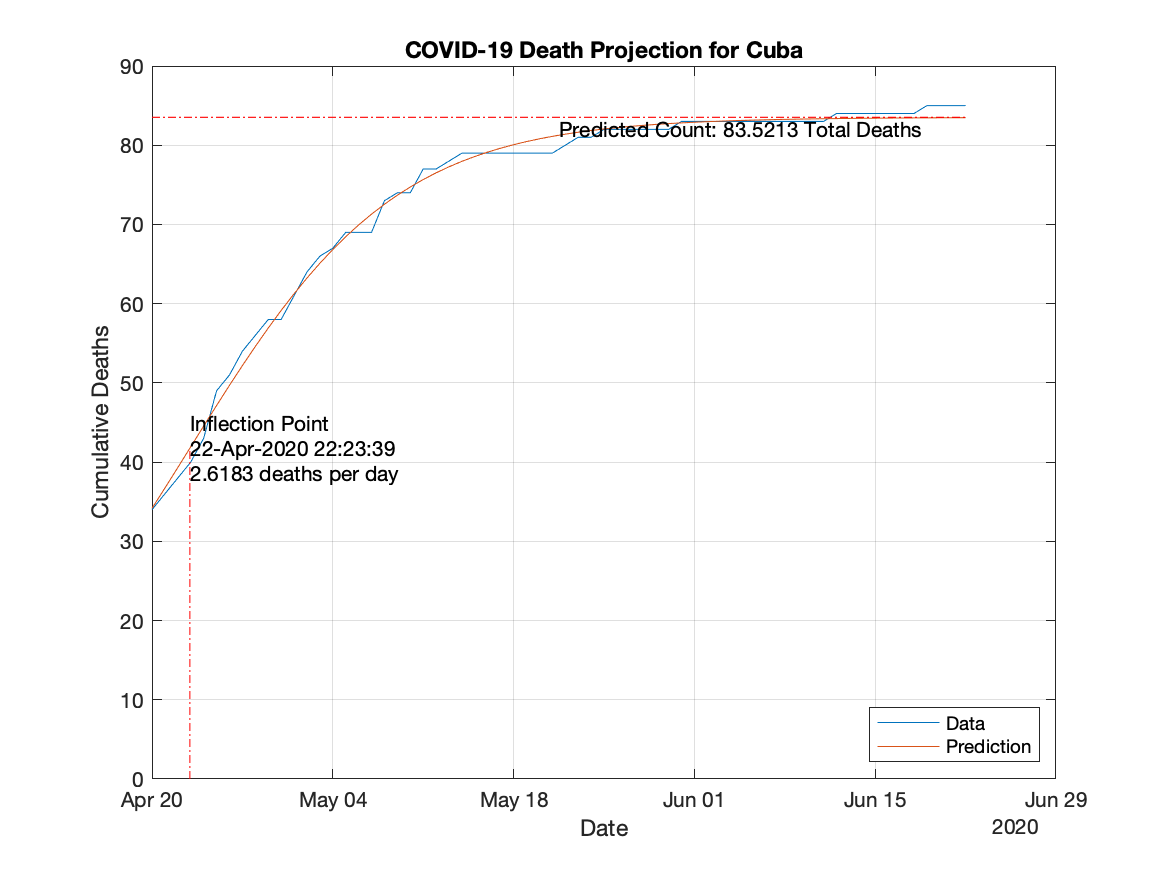 COVID-19 Death Projection for Cuba
90
80
70
60
50
40
30
20
10
0
Cumulative Deaths
Predicted Count: 83.5213 Total Deaths
Inflection Point
22-Apr-2020 22:23:39
2.6183 deaths per day
Data
Prediction
Apr 20
May 04
May 18
Jun 01
Jun 15
Jun 29
Date
2020